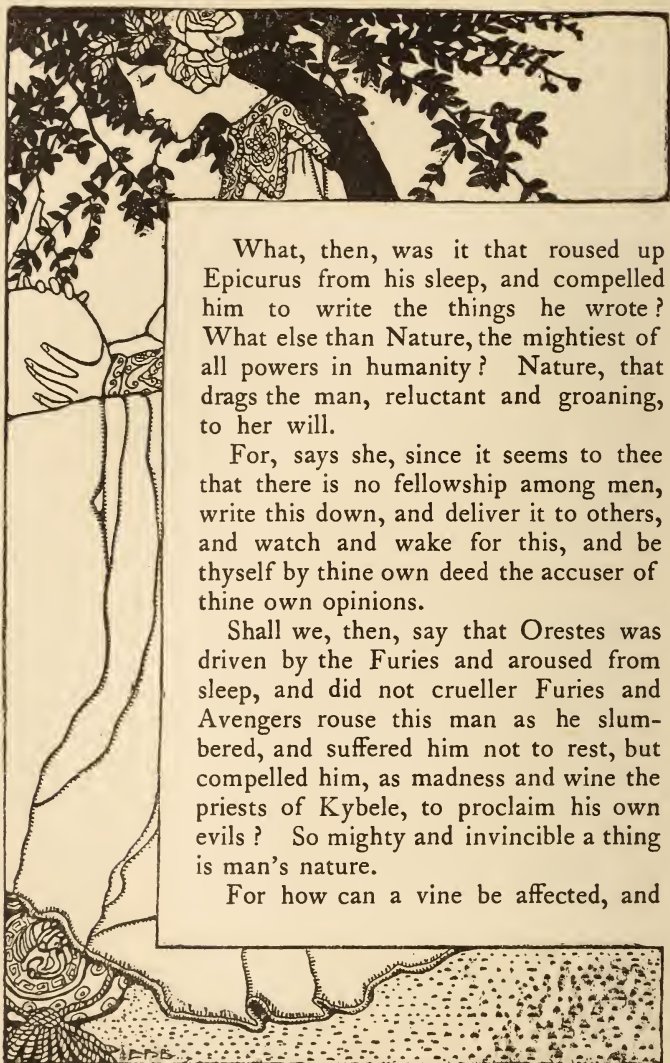 What, then, was it that roused up
Epicurus from his sleep, and compelled
him to write the things he wrote?
What else than Nature, the mightiest of
all powers in humanity? Nature, that
drags the man, reluctant and groaning,
to her will.
For, says she, since it seems to thee
that there is no fellowship among men,
write this down, and deliver it to others,
and watch and wake for this, and be
thyself by thine own deed the accuser of
thine own opinions.
Shall we, then, say that Orestes was
driven by the Furies and aroused from
sleep, and did not crueller Furies and
Avengers rouse this man as he slum-
bered, and suffered him not to rest, but
compelled him, as madness and wine the
priests of Kybele, to proclaim his own
evils? So mighty and invincible a thing
is man's nature.
For how can a vine be affected, and